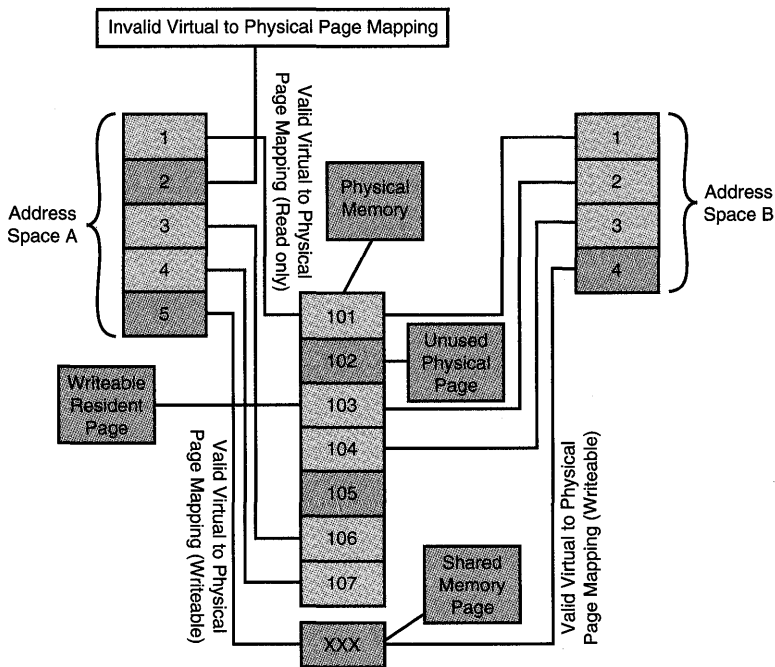 Invalid Virtual to Physical Page Mapping
Valid Virtual to Physical
Page Mapping (Read only)
Address
Space A
1
2
3
4
5
Physical
Memory
101
102
103
104
105
106
107
XXX
Unused
Physical
Page
Writeable
Resident
Page
Valid Virtual to Physical
Page Mapping (Writeable)
Shared
Memory
Page
Valid Virtual to Physical
Page Mapping (Writeable)
1
2
3
4
Address
Space B